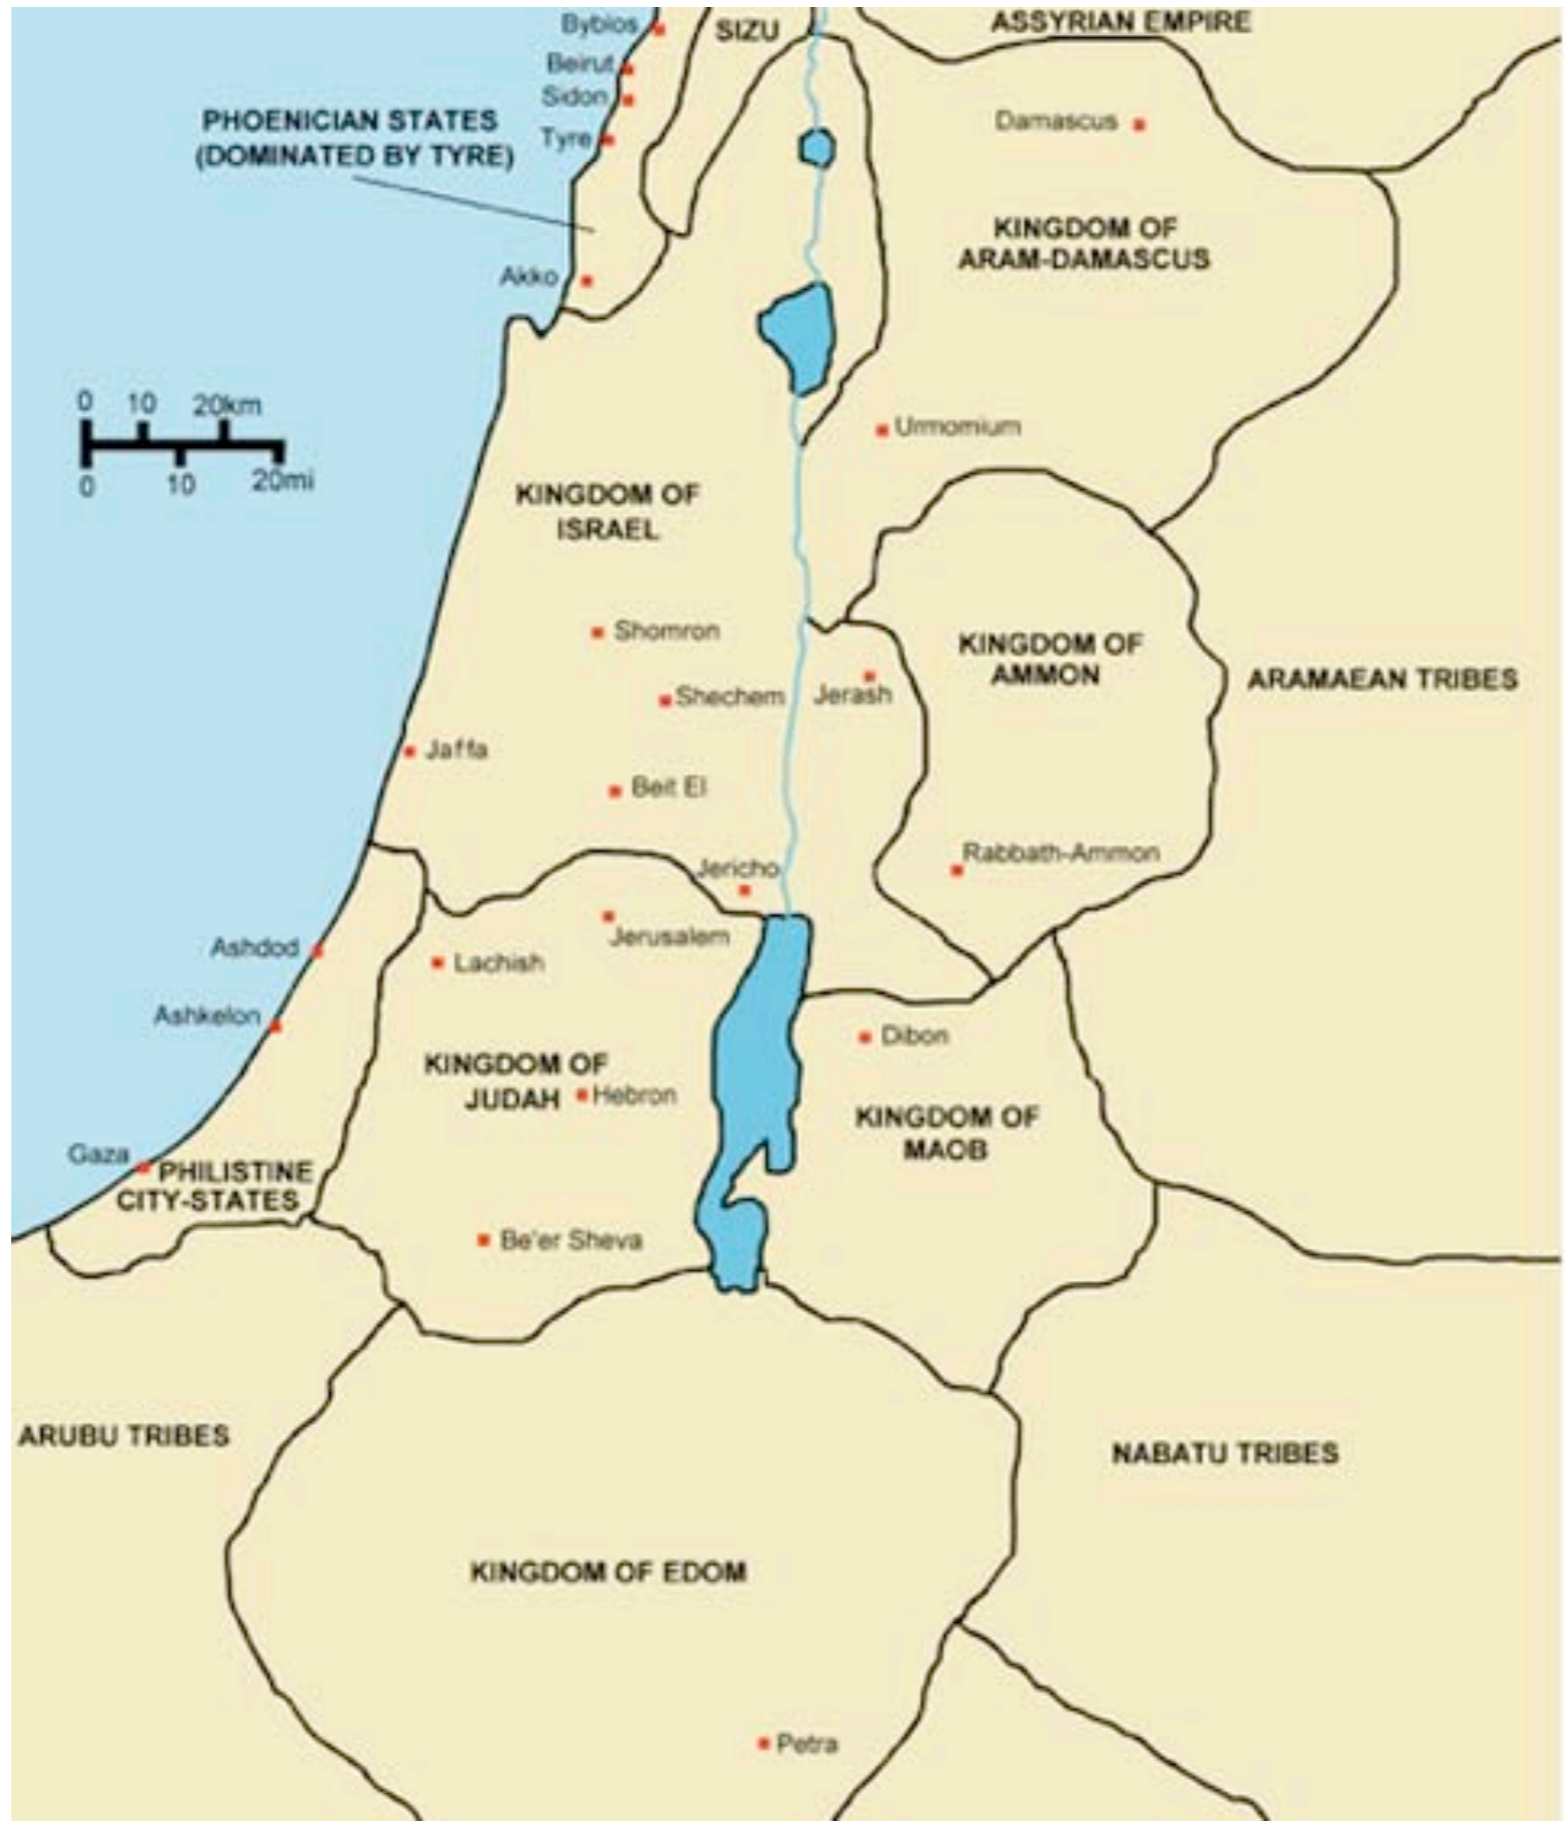 Byblos
SIZU
ASSYRIAN EMPIRE
Beirut
Sidon
PHOENICIAN STATES
(DOMINATED BY TYRE)
Tyre
Damascus
KINGDOM OF
ARAM-DAMASCUS
Akko
0 10 20km
0 10 20mi
Urmomium
KINGDOM OF
ISRAEL
Shomron
KINGDOM OF
AMMON
ARAMAEAN TRIBES
Shechem
Jerash
Jaffa
Beit El
Jericho
Rabbath-Ammon
Jerusalem
Ashdod
Lachish
Ashkelon
Dibon
KINGDOM OF
JUDAH
Hebron
KINGDOM OF
MAOB
Gaza
PHILISTINE
CITY-STATES
Be'er Sheva
ARUBU TRIBES
NABATU TRIBES
KINGDOM OF EDOM
Petra